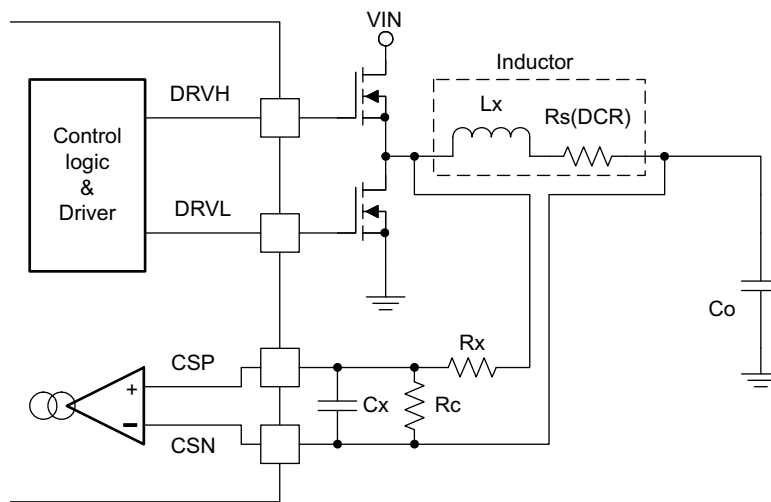 VIN
Inductor
DRVH
Lx
Rs(DCR)
Control
logic
&
Driver
DRVL
Co
Rx
CSP
+
Cx
Rc
-
CSN